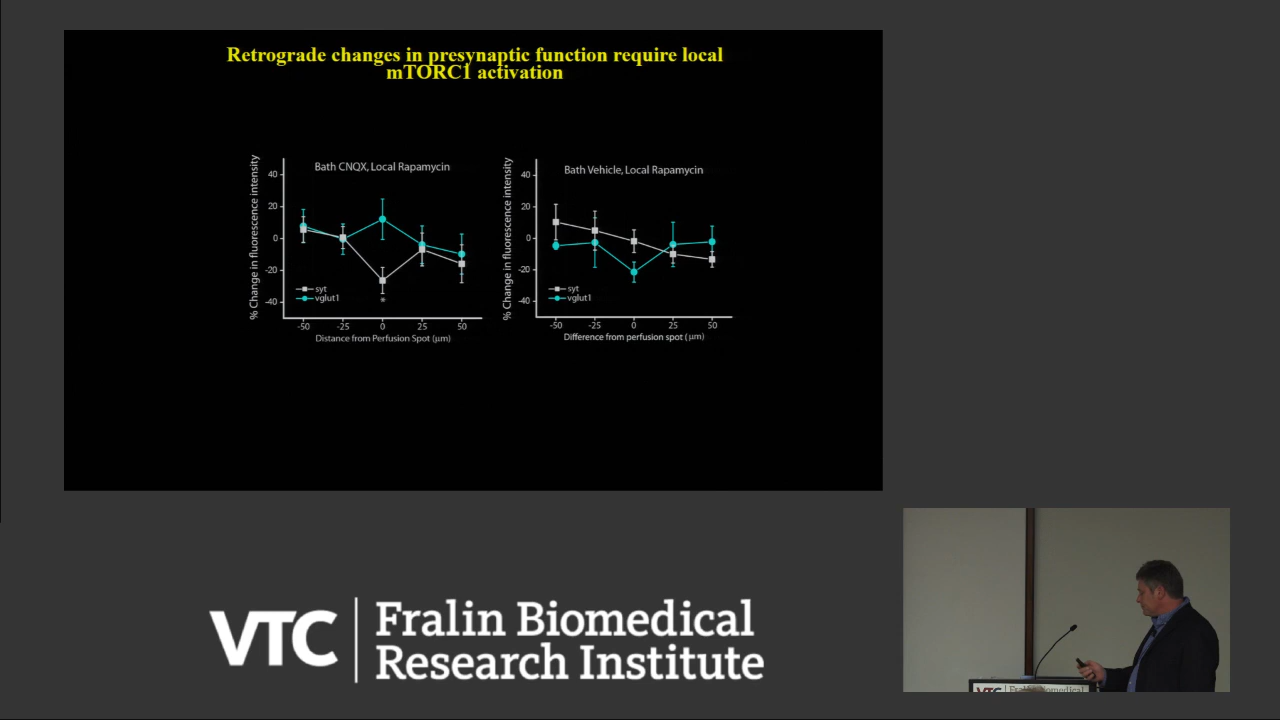 Retrograde changes in presynaptic function require local
mTORC1 activation
Bath CNQX, Local Rapamycin
% Change in fluorescence intensity
40
20
0
-20
-40
syt
vglut1
*
-50 -25 0 25 50
Distance from Perfusion Spot (μm)
Bath Vehicle, Local Rapamycin
% Change in fluorescence intensity
40
20
0
-20
-40
syt
vglut1
-50 -25 0 25 50
Difference from perfusion spot (μm)
VTC
Fralin Biomedical
Research Institute
VTC
Fralin Biomedical